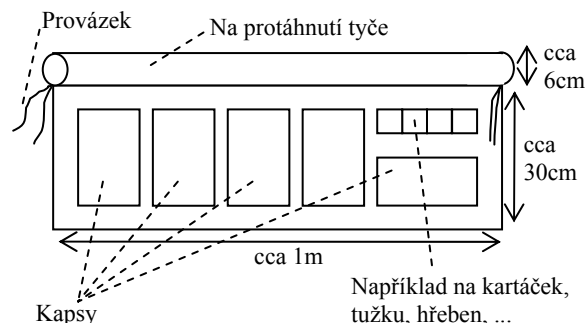 Provázek
Na protáhnutí tyče
cca
6cm
cca
30cm
cca 1m
Kapsy
Například na kartáček,
tužku, hřeben, ...